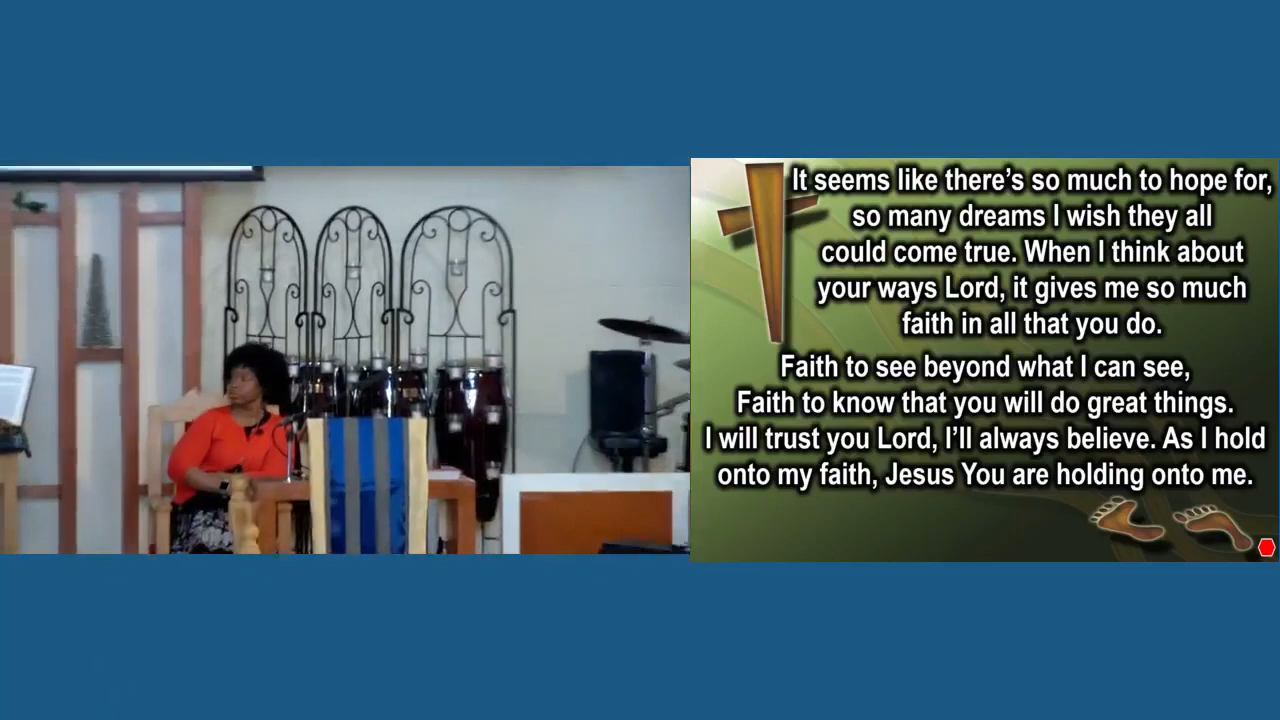 It seems like there’s so much to hope for,
so many dreams I wish they all
could come true. When I think about
your ways Lord, it gives me so much
faith in all that you do.
Faith to see beyond what I can see,
Faith to know that you will do great things.
I will trust you Lord, I’ll always believe. As I hold
onto my faith, Jesus You are holding onto me.